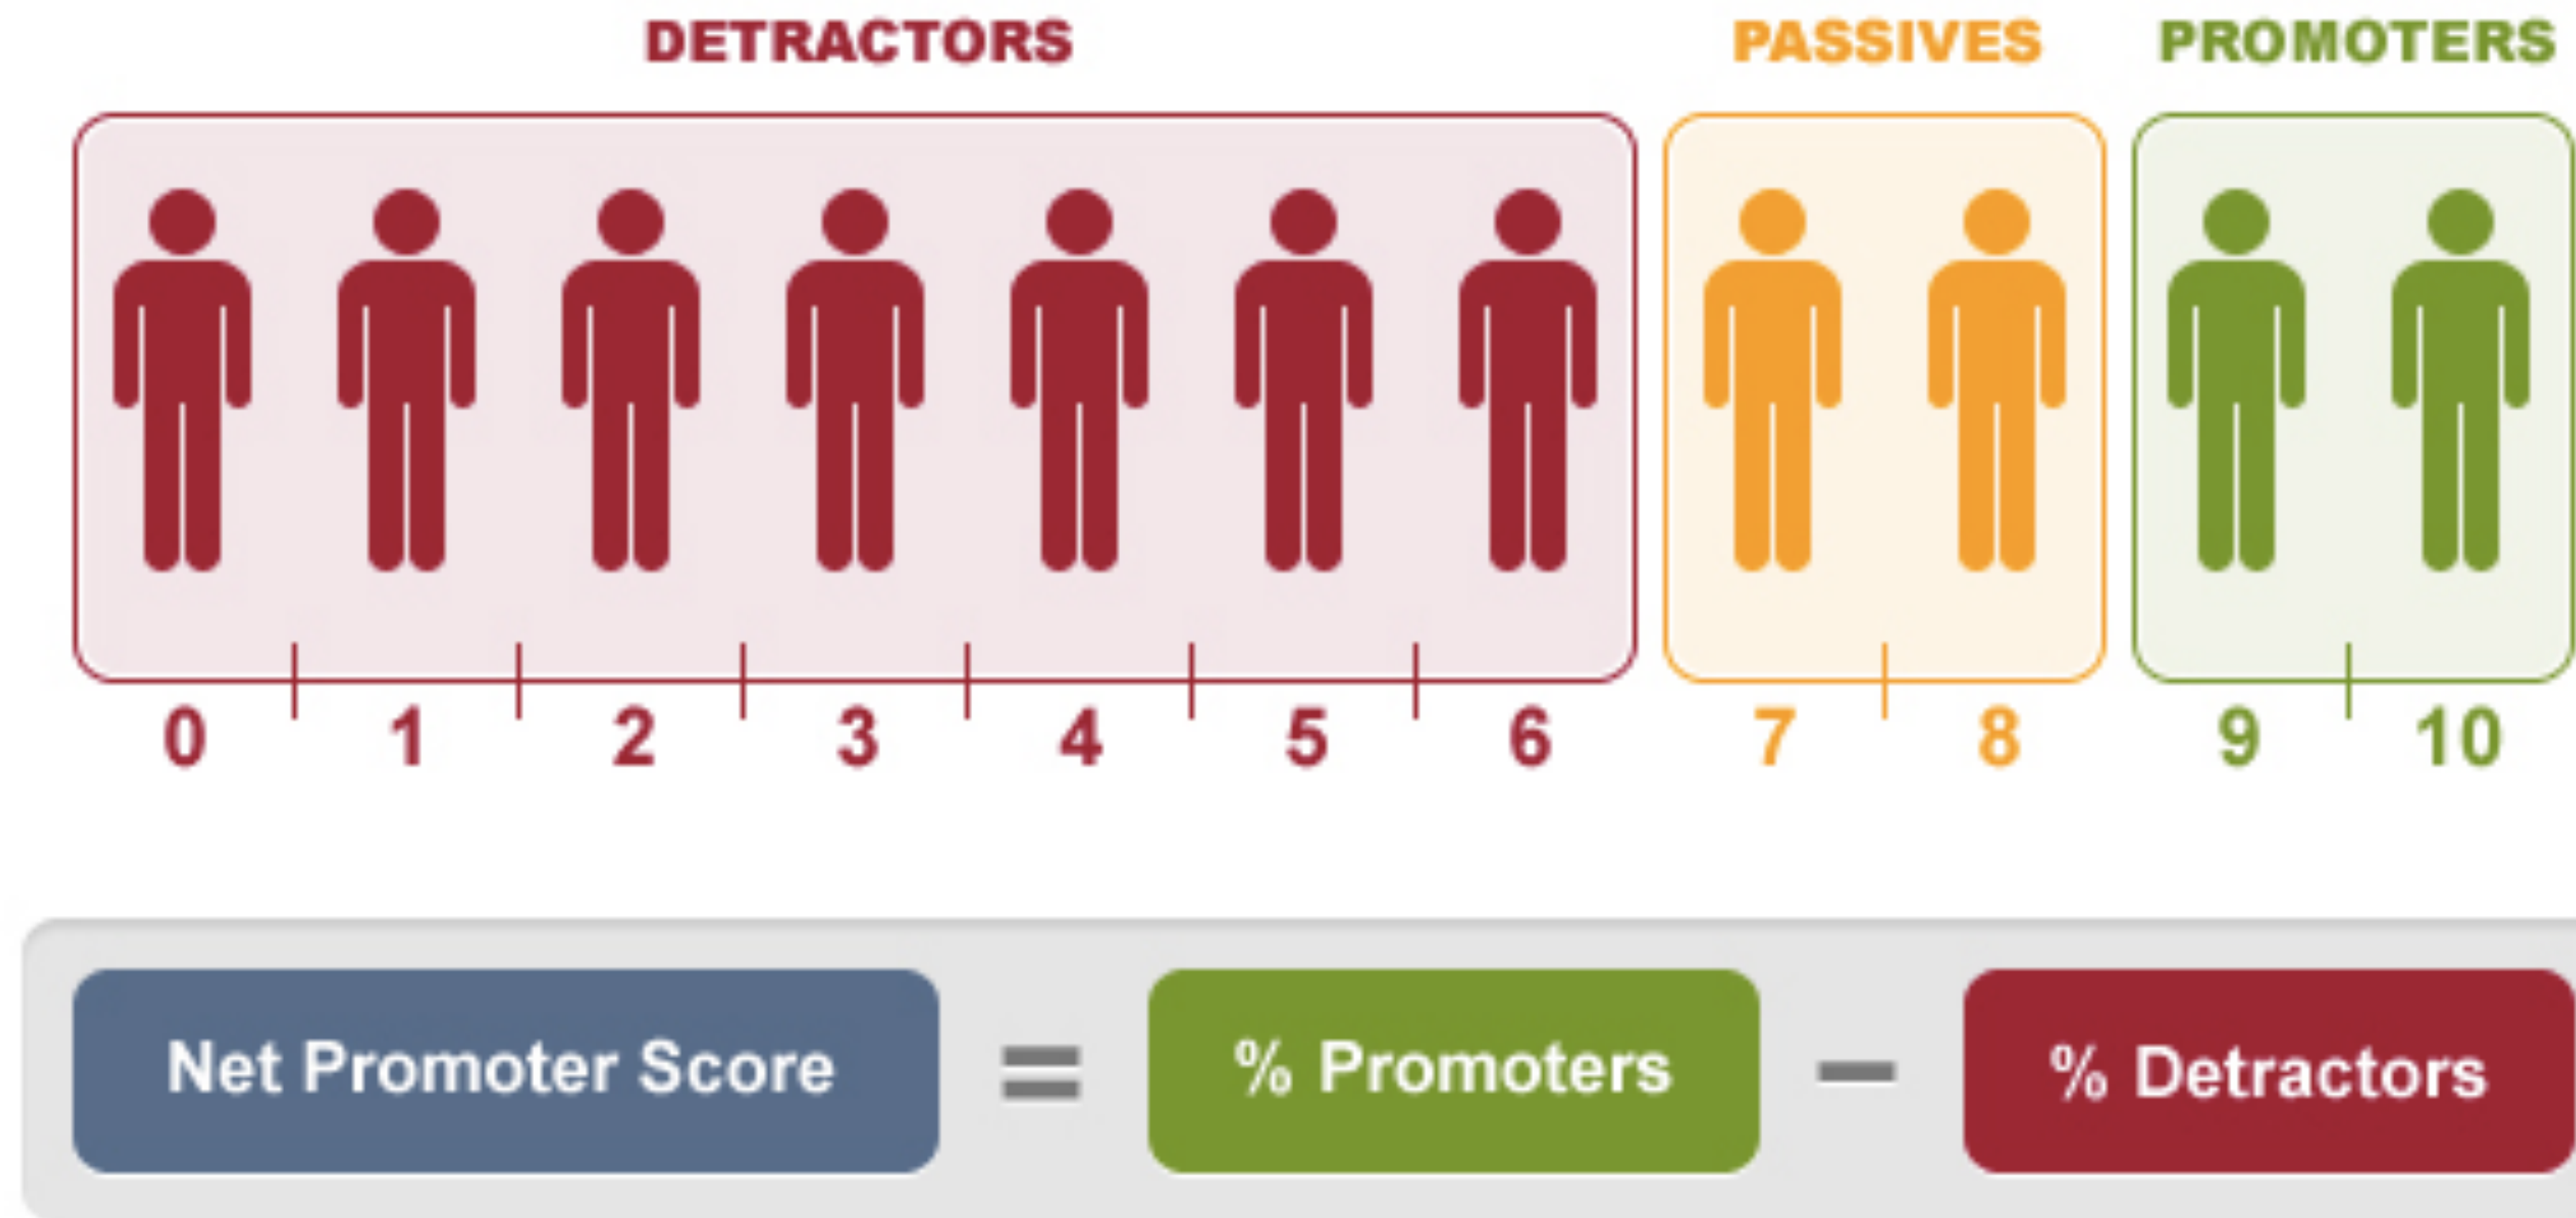 DETRACTORS PASSIVES PROMOTERS
0 1 2 3 4 5 6 7 8 9 10
Net Promoter Score = % Promoters – % Detractors